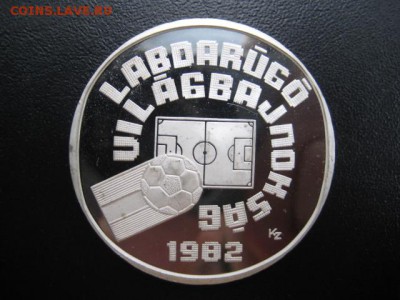 COINS.LAVE.RU
LABDARÚGÓ
VILÁGBAJNOKSÁG
1982
KZ